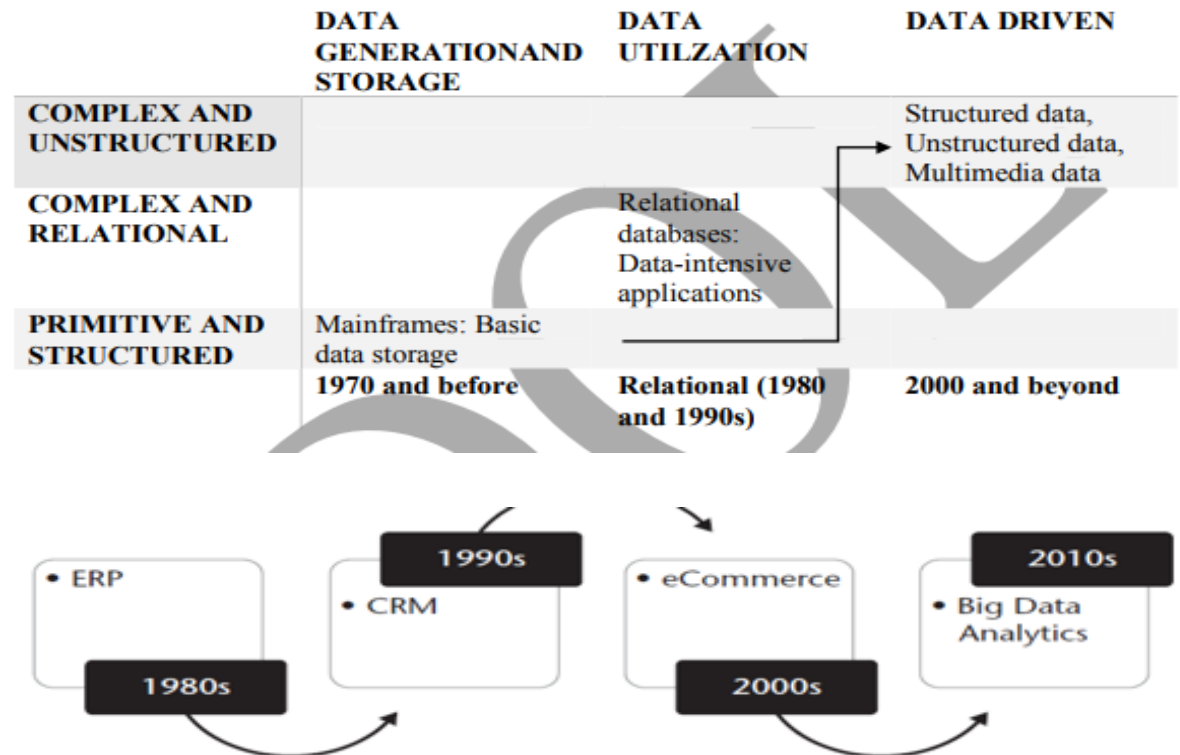 DATA GENERATIONAND STORAGE
DATA UTILZATION
DATA DRIVEN
COMPLEX AND UNSTRUCTURED
Structured data,
Unstructured data,
Multimedia data
COMPLEX AND RELATIONAL
Relational
databases:
Data-intensive
applications
PRIMITIVE AND STRUCTURED
Mainframes: Basic
data storage
1970 and before
Relational (1980
and 1990s)
2000 and beyond
• ERP
1980s
1990s
• CRM
• eCommerce
2000s
2010s
• Big Data
Analytics